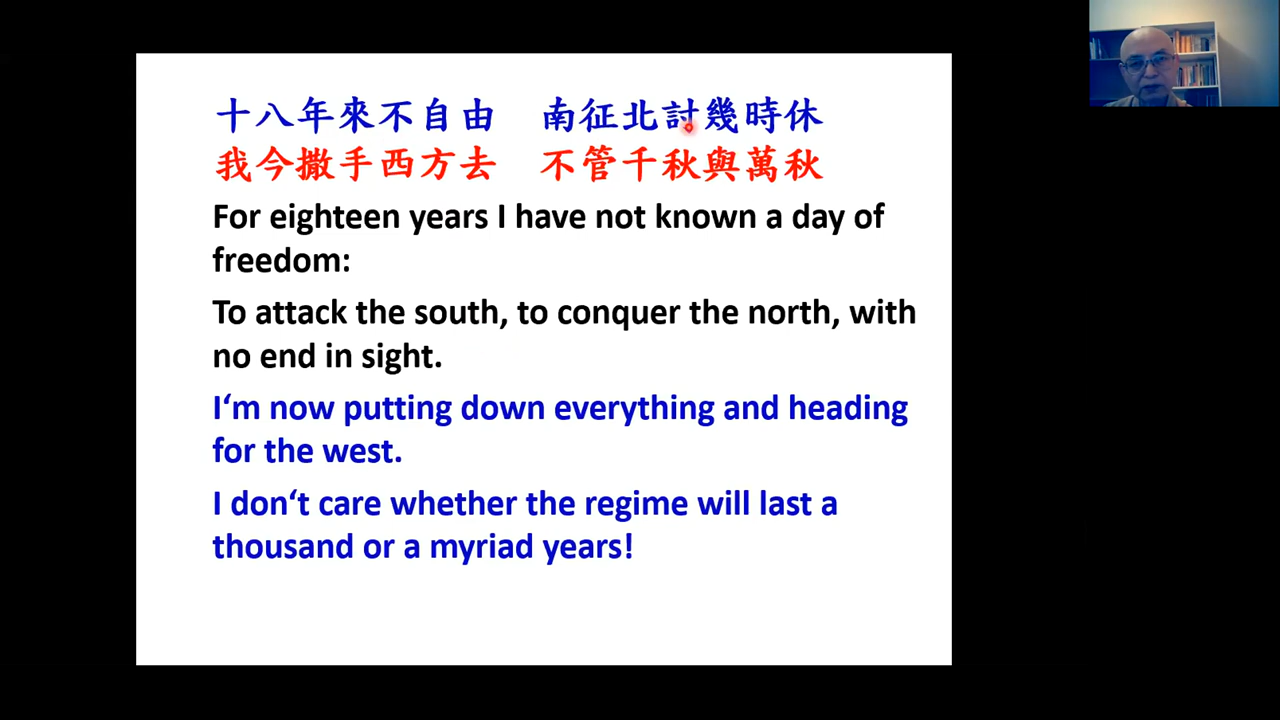 十八年來不自由　南征北討幾時休
我今撒手西方去　不管千秋與萬秋
For eighteen years I have not known a day of
freedom:
To attack the south, to conquer the north, with
no end in sight.
I‘m now putting down everything and heading
for the west.
I don‘t care whether the regime will last a
thousand or a myriad years!